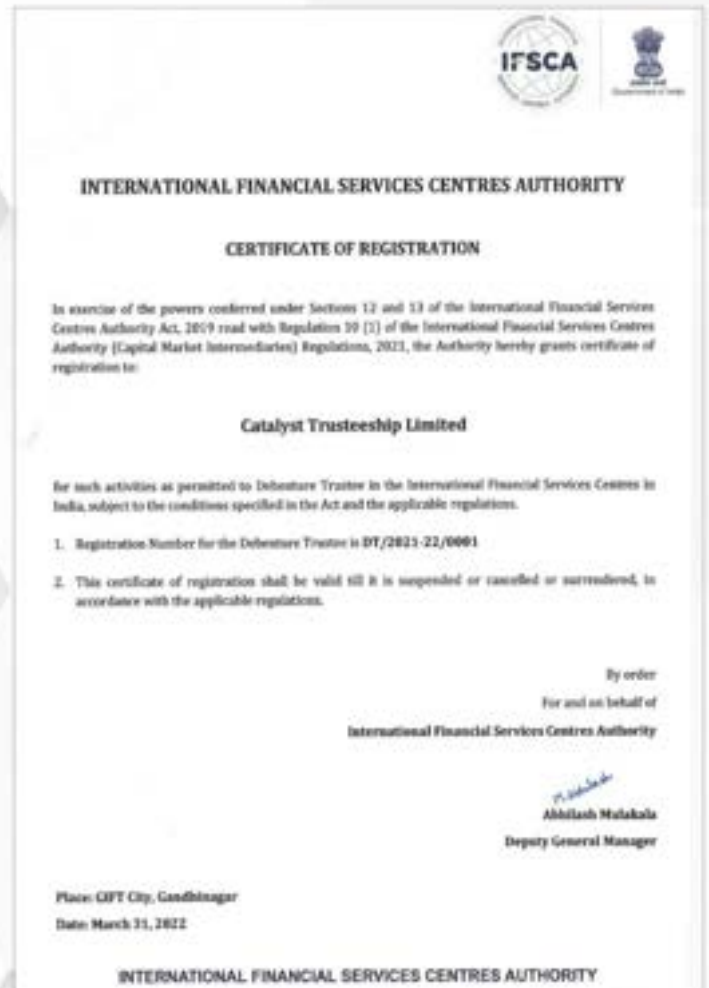 IFSCA
Government of India
INTERNATIONAL FINANCIAL SERVICES CENTRES AUTHORITY
CERTIFICATE OF REGISTRATION
In exercise of the powers conferred under Sections 12 and 13 of the International Financial Services
Centres Authority Act, 2019 read with Regulation 10 (1) of the International Financial Services Centres
Authority (Capital Market Intermediaries) Regulations, 2021, the Authority hereby grants certificate of
registration to:
Catalyst Trusteeship Limited
for such activities as permitted to Debenture Trustee in the International Financial Services Centres in
India, subject to the conditions specified in the Act and the applicable regulations.
1. Registration Number for the Debenture Trustee is DT/2021-22/0001
2. This certificate of registration shall be valid till it is suspended or cancelled or surrendered, in
accordance with the applicable regulations.
By order
For and on behalf of
International Financial Services Centres Authority
Abhilash Mulakala
Deputy General Manager
Place: GIFT City, Gandhinagar
Date: March 31, 2022
INTERNATIONAL FINANCIAL SERVICES CENTRES AUTHORITY